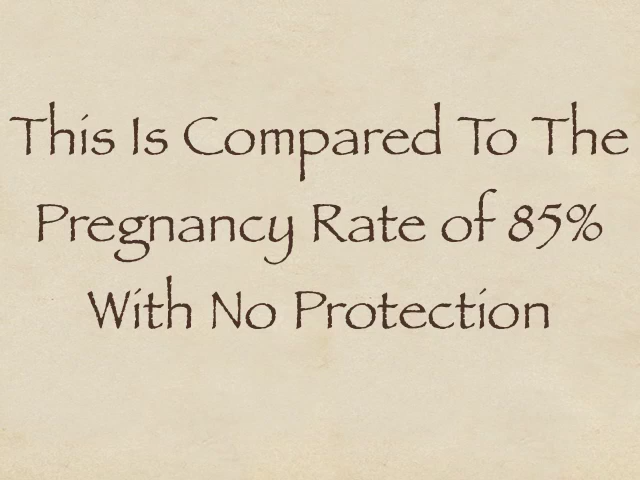 This Is Compared To The
Pregnancy Rate of 85%
With No Protection